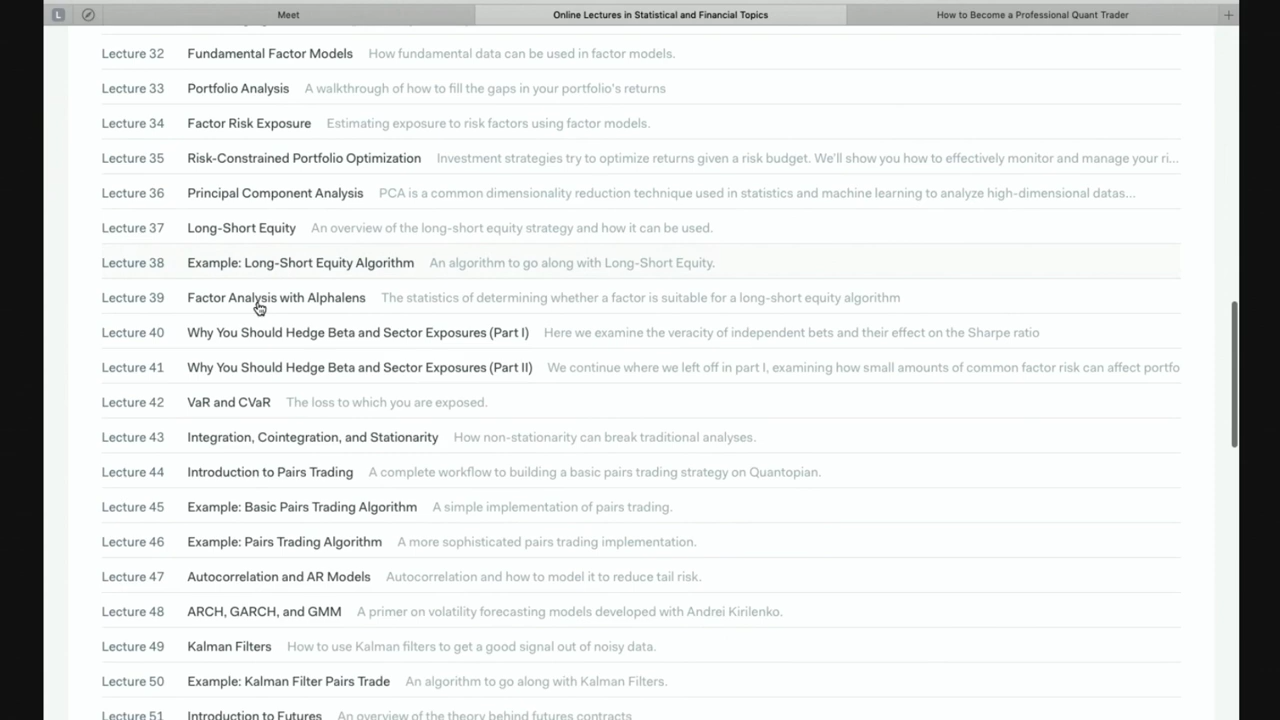 L Meet Online Lectures in Statistical and Financial Topics How to Become a Professional Quant Trader +
Lecture 32 Fundamental Factor Models How fundamental data can be used in factor models.
Lecture 33 Portfolio Analysis A walkthrough of how to fill the gaps in your portfolio's returns
Lecture 34 Factor Risk Exposure Estimating exposure to risk factors using factor models.
Lecture 35 Risk-Constrained Portfolio Optimization Investment strategies try to optimize returns given a risk budget. We'll show you how to effectively monitor and manage your ri...
Lecture 36 Principal Component Analysis PCA is a common dimensionality reduction technique used in statistics and machine learning to analyze high-dimensional datas...
Lecture 37 Long-Short Equity An overview of the long-short equity strategy and how it can be used.
Lecture 38 Example: Long-Short Equity Algorithm An algorithm to go along with Long-Short Equity.
Lecture 39 Factor Analysis with Alphalens The statistics of determining whether a factor is suitable for a long-short equity algorithm
Lecture 40 Why You Should Hedge Beta and Sector Exposures (Part I) Here we examine the veracity of independent bets and their effect on the Sharpe ratio
Lecture 41 Why You Should Hedge Beta and Sector Exposures (Part II) We continue where we left off in part I, examining how small amounts of common factor risk can affect portfo
Lecture 42 VaR and CVaR The loss to which you are exposed.
Lecture 43 Integration, Cointegration, and Stationarity How non-stationarity can break traditional analyses.
Lecture 44 Introduction to Pairs Trading A complete workflow to building a basic pairs trading strategy on Quantopian.
Lecture 45 Example: Basic Pairs Trading Algorithm A simple implementation of pairs trading.
Lecture 46 Example: Pairs Trading Algorithm A more sophisticated pairs trading implementation.
Lecture 47 Autocorrelation and AR Models Autocorrelation and how to model it to reduce tail risk.
Lecture 48 ARCH, GARCH, and GMM A primer on volatility forecasting models developed with Andrei Kirilenko.
Lecture 49 Kalman Filters How to use Kalman filters to get a good signal out of noisy data.
Lecture 50 Example: Kalman Filter Pairs Trade An algorithm to go along with Kalman Filters.
Lecture 51 Introduction to Futures An overview of the theory behind futures contracts